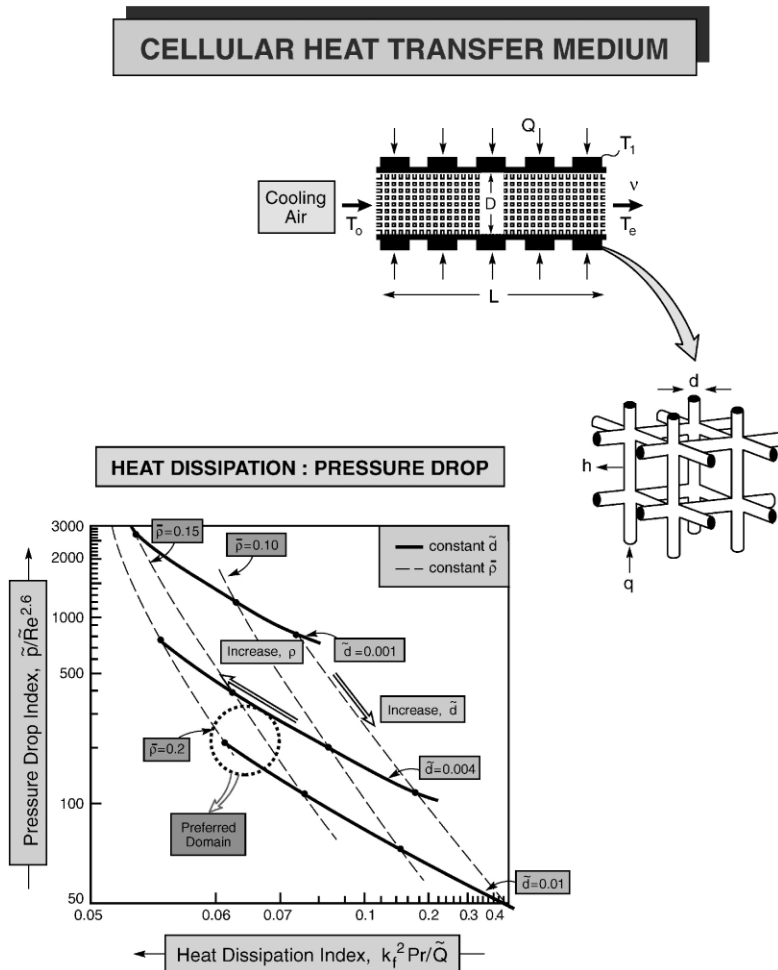 CELLULAR HEAT TRANSFER MEDIUM
Q
T₁
Cooling
Air
T₀
D
ν
Tₑ
L
d
h
q
HEAT DISSIPATION : PRESSURE DROP
3000
2000
1000
500
100
50
Pressure Drop Index, p̃/R̃e²·⁶
ρ̄=0.15
ρ̄=0.10
constant d̃
constant ρ̄
Increase, ρ
d̃=0.001
Increase, d̃
ρ̄=0.2
d̃=0.004
Preferred
Domain
d̃=0.01
0.05
0.06
0.07
0.1
0.2
0.3
0.4
Heat Dissipation Index, k_f²Pr/Q̃